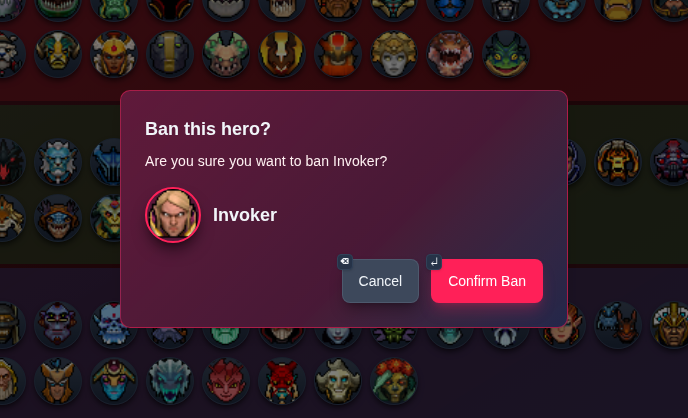 Ban this hero?
Are you sure you want to ban Invoker?
Invoker
Cancel
Confirm Ban